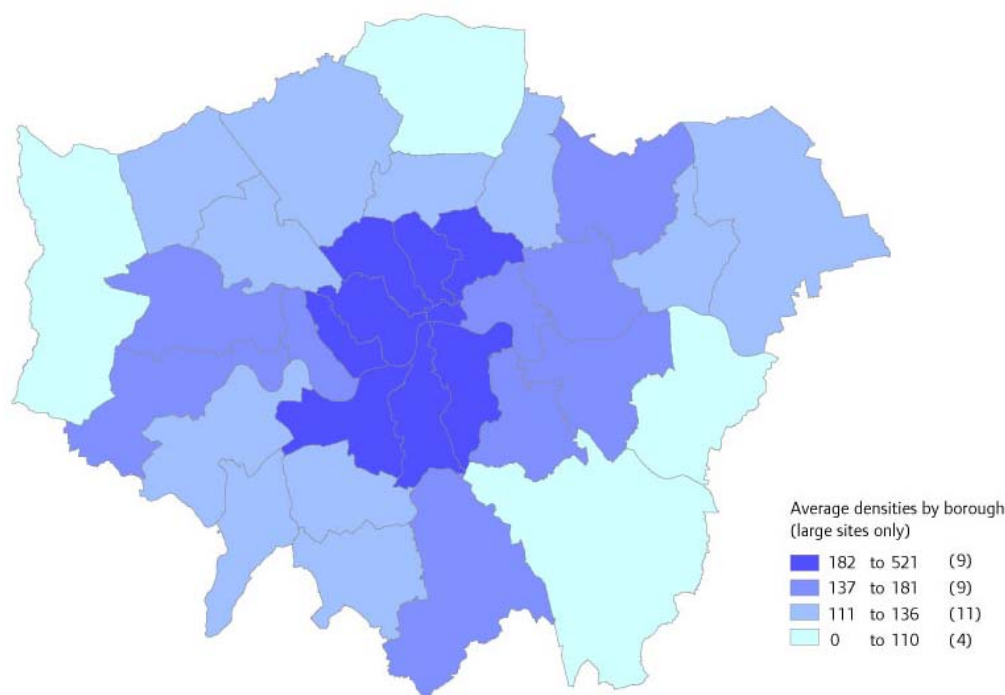 Average densities by borough
(large sites only)
182 to 521 (9)
137 to 181 (9)
111 to 136 (11)
0 to 110 (4)